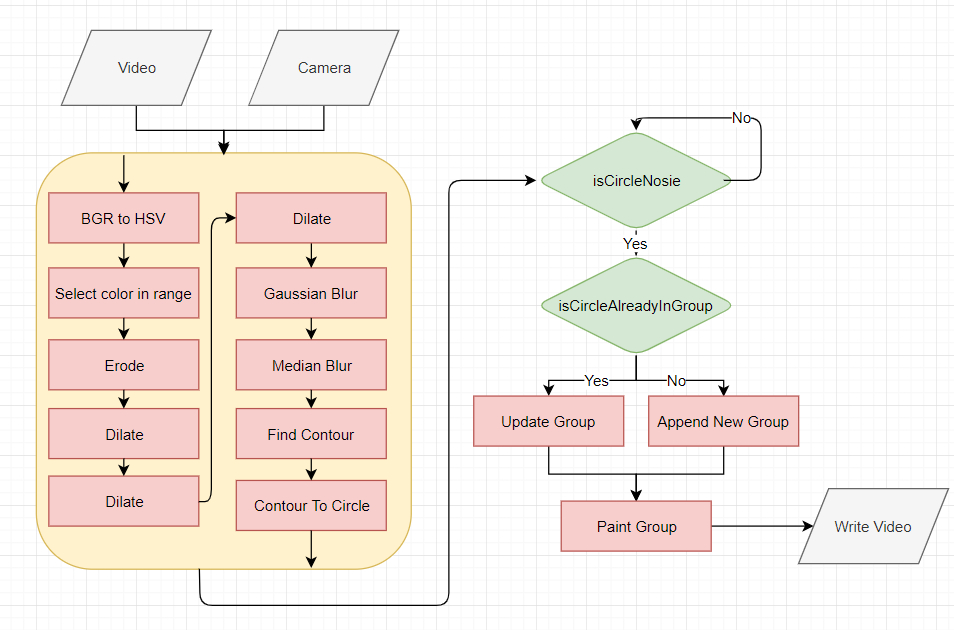 Video
Camera
BGR to HSV
Select color in range
Erode
Dilate
Dilate
Dilate
Gaussian Blur
Median Blur
Find Contour
Contour To Circle
No
isCircleNosie
Yes
isCircleAlreadyInGroup
Yes
No
Update Group
Append New Group
Paint Group
Write Video